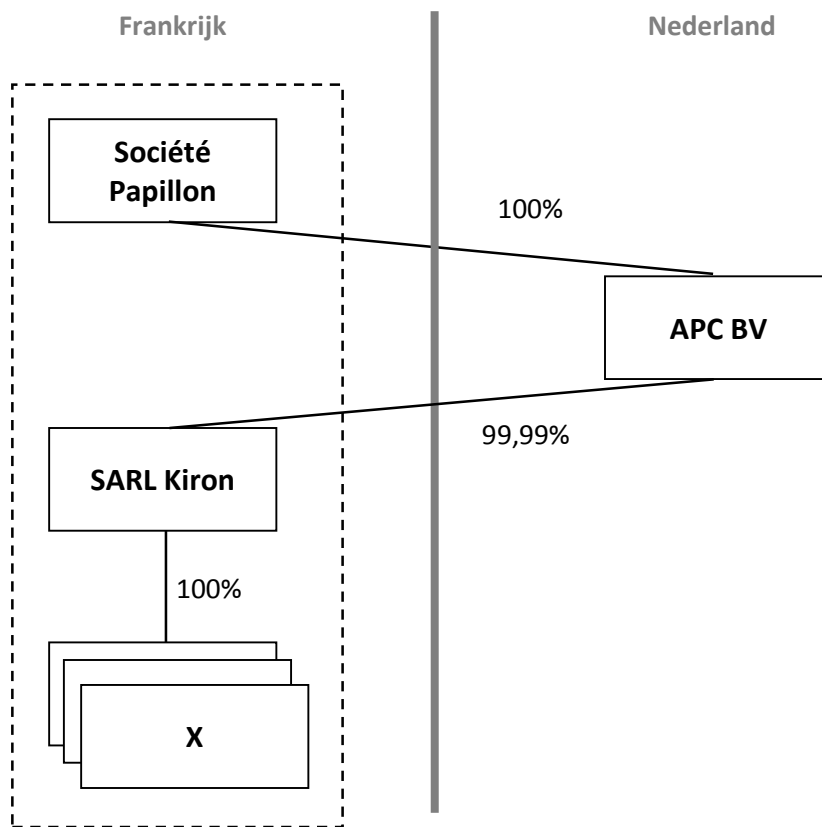 Frankrijk
Nederland
Société
Papillon
100%
APC BV
99,99%
SARL Kiron
100%
X